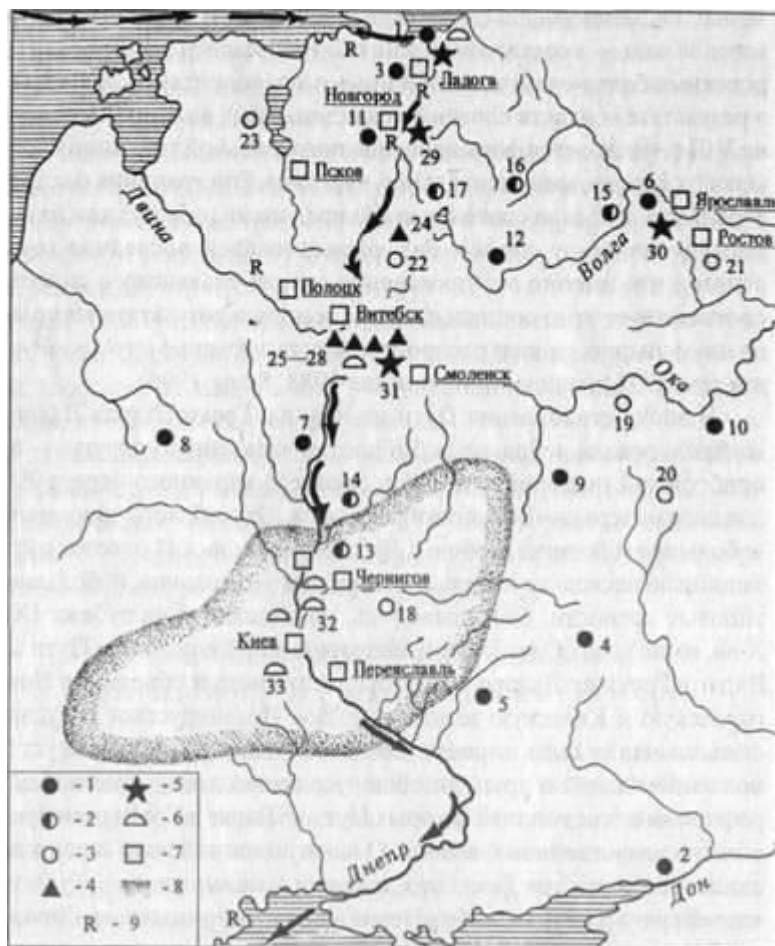 1
R
Ладога
R
Новгород
11
R
29
23
Псков
17
16
6
Ярославль
15
24
12
30
Ростов
Двина
22
Волга
21
R
Полоцк
Витебск
25–28
31
Смоленск
Ока
19
10
8
7
9
20
14
13
Чернигов
18
32
Киев
4
Переяславль
33
5
- 1
- 5
- 2
- 6
- 3
- 7
- 4
- 8
R - 9
Днепр
2
Дон
R